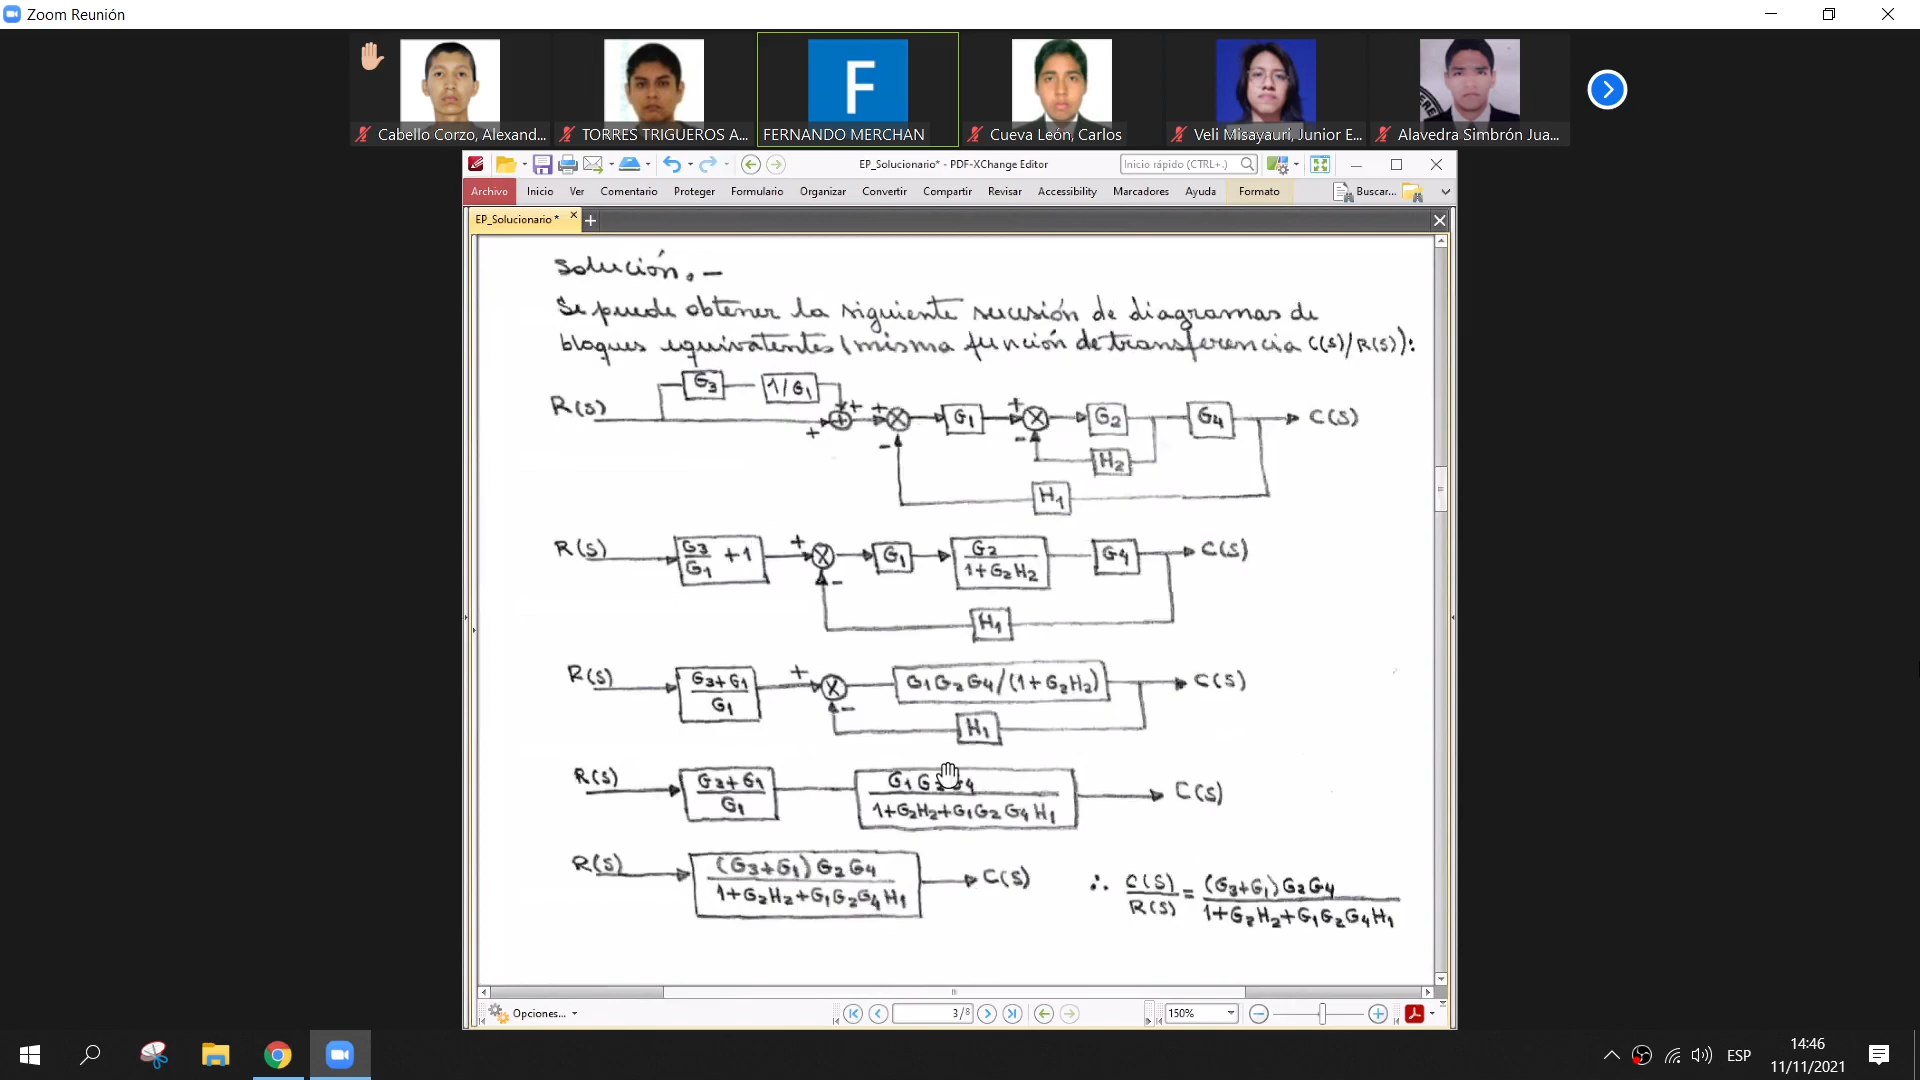 Zoom Reunión
Cabello Corzo, Alexand...
TORRES TRIGUEROS A...
F
FERNANDO MERCHAN
Cueva León, Carlos
Veli Misayauri, Junior E...
Alavedra Simbrón Jua...
EP_Solucionario* - PDF-XChange Editor
Inicio rápido (CTRL+.)
Archivo Inicio Ver Comentario Proteger Formulario Organizar Convertir Compartir Revisar Accessibility Marcadores Ayuda Formato Buscar...
EP_Solucionario *
Solución.-
Se puede obtener la siguiente sucesión de diagramas de
bloques equivalentes (misma función de transferencia C(s)/R(s)):
G3 1/G1
R(s) + + + - G1 + - G2 G4 C(s)
H2
H1
R(s) G3/G1 + 1 + - G1 G2/(1+G2H2) G4 C(s)
H1
R(s) (G3+G1)/G1 + - G1G2G4/(1+G2H2) C(s)
H1
R(s) (G3+G1)/G1 G1G2G4/(1+G2H2+G1G2G4H1) C(s)
R(s) (G3+G1)G2G4/(1+G2H2+G1G2G4H1) C(s) ∴ C(s)/R(s) = (G3+G1)G2G4/(1+G2H2+G1G2G4H1)
Opciones... 3/8 150%
ESP
14:46
11/11/2021